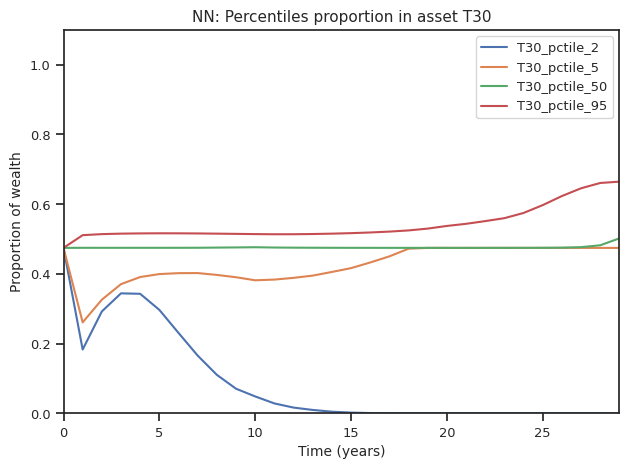 NN: Percentiles proportion in asset T30
T30_pctile_2
T30_pctile_5
T30_pctile_50
T30_pctile_95
Proportion of wealth
1.0
0.8
0.6
0.4
0.2
0.0
0 5 10 15 20 25
Time (years)